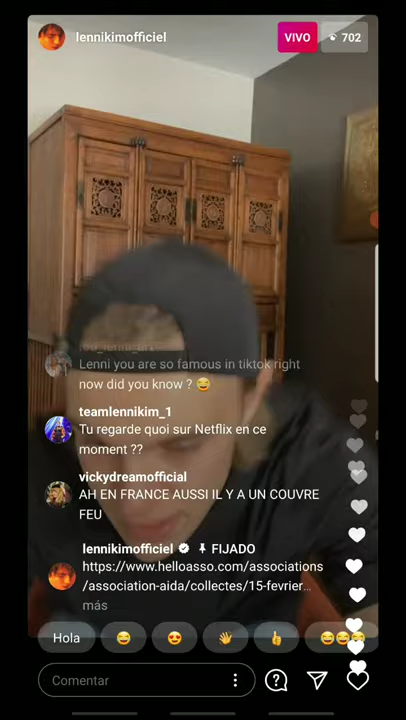 lennikimofficiel
VIVO
702
Lenni you are so famous in tiktok right
now did you know ? 😂
teamlennikim_1
Tu regarde quoi sur Netflix en ce
moment ??
vickydreamofficial
AH EN FRANCE AUSSI IL Y A UN COUVRE
FEU
lennikimofficiel FIJADO
https://www.helloasso.com/associations
/association-aida/collectes/15-fevrier...
más
Hola 😂 😍 👋 👍 😂😂😂
Comentar